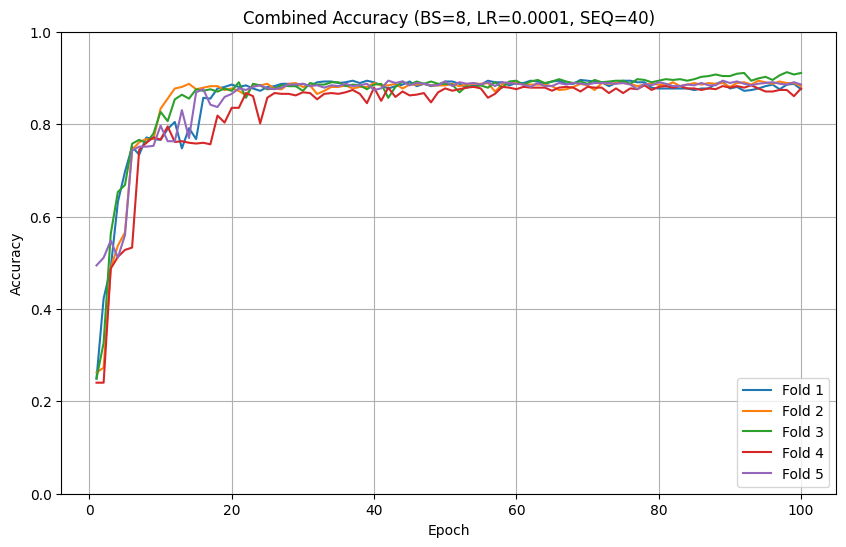 Combined Accuracy (BS=8, LR=0.0001, SEQ=40)
1.0
0.8
0.6
0.4
0.2
0.0
Accuracy
0 20 40 60 80 100
Epoch
Fold 1
Fold 2
Fold 3
Fold 4
Fold 5